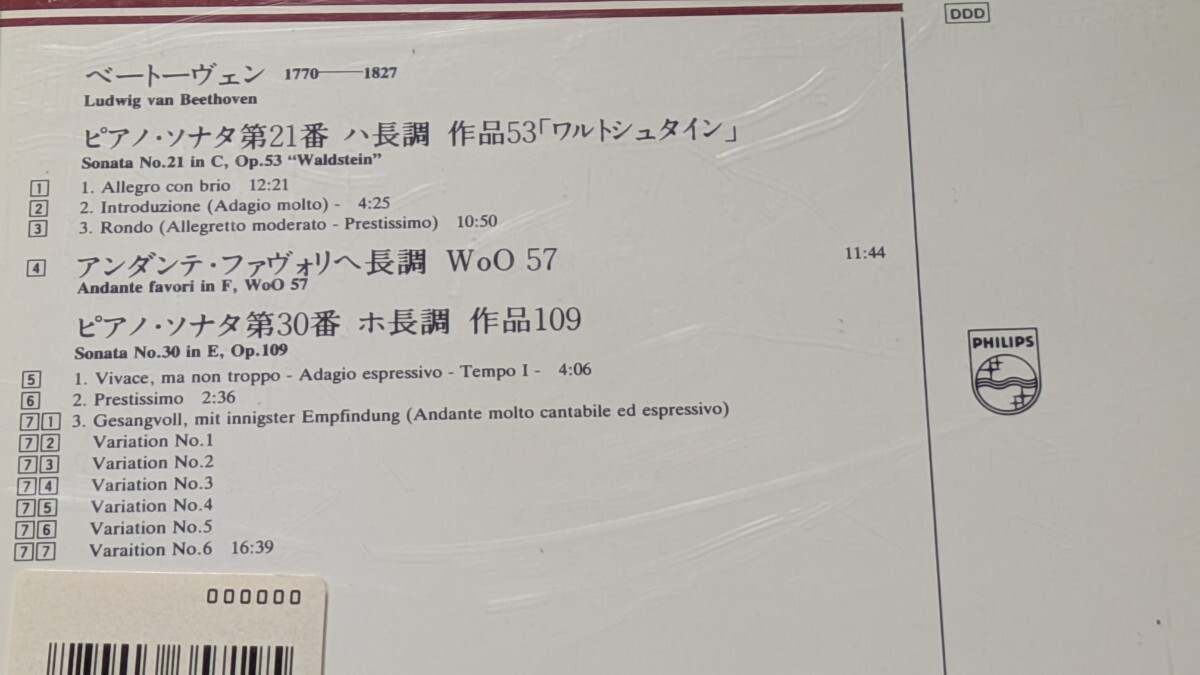 DDD
ベートーヴェン 1770——1827
Ludwig van Beethoven
ピアノ・ソナタ第21番 ハ長調 作品53「ワルトシュタイン」
Sonata No.21 in C, Op.53 “Waldstein”
1 1. Allegro con brio 12:21
2 2. Introduzione (Adagio molto) - 4:25
3 3. Rondo (Allegretto moderato - Prestissimo) 10:50
4 アンダンテ・ファヴォリヘ長調 WoO 57 11:44
Andante favori in F, WoO 57
ピアノ・ソナタ第30番 ホ長調 作品109
Sonata No.30 in E, Op.109
5 1. Vivace, ma non troppo - Adagio espressivo - Tempo I - 4:06
6 2. Prestissimo 2:36
7 1 3. Gesangvoll, mit innigster Empfindung (Andante molto cantabile ed espressivo)
7 2 Variation No.1
7 3 Variation No.2
7 4 Variation No.3
7 5 Variation No.4
7 6 Variation No.5
7 7 Varaition No.6 16:39
PHILIPS
000000